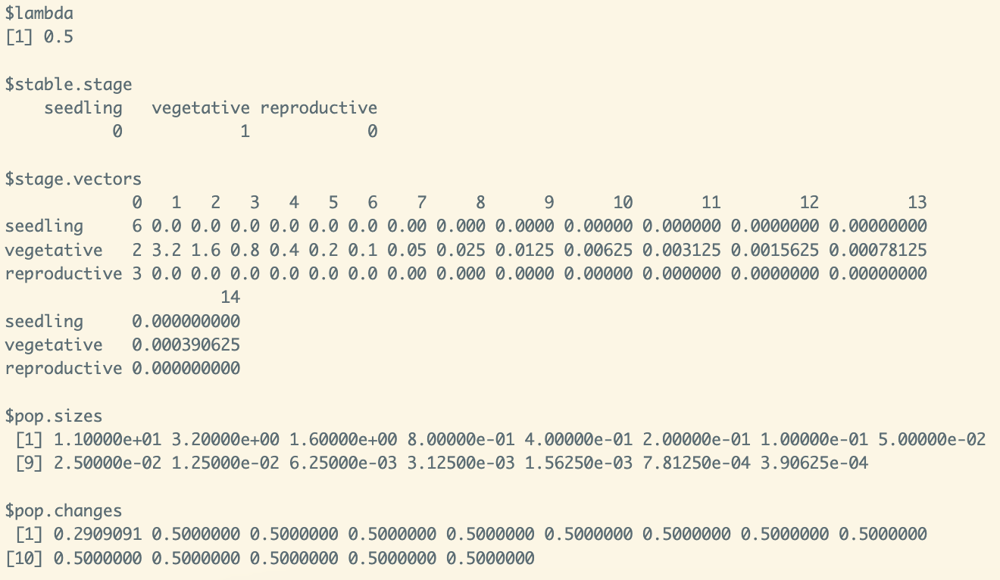 $lambda
[1] 0.5

$stable.stage
    seedling   vegetative reproductive
           0            1            0

$stage.vectors
             0   1   2   3   4   5   6    7     8      9      10       11        12         13
seedling     6 0.0 0.0 0.0 0.0 0.0 0.0 0.00 0.000 0.0000 0.00000 0.000000 0.0000000 0.00000000
vegetative   2 3.2 1.6 0.8 0.4 0.2 0.1 0.05 0.025 0.0125 0.00625 0.003125 0.0015625 0.00078125
reproductive 3 0.0 0.0 0.0 0.0 0.0 0.0 0.00 0.000 0.0000 0.00000 0.000000 0.0000000 0.00000000
                      14
seedling     0.000000000
vegetative   0.000390625
reproductive 0.000000000

$pop.sizes
 [1] 1.10000e+01 3.20000e+00 1.60000e+00 8.00000e-01 4.00000e-01 2.00000e-01 1.00000e-01 5.00000e-02
 [9] 2.50000e-02 1.25000e-02 6.25000e-03 3.12500e-03 1.56250e-03 7.81250e-04 3.90625e-04

$pop.changes
 [1] 0.2909091 0.5000000 0.5000000 0.5000000 0.5000000 0.5000000 0.5000000 0.5000000 0.5000000
[10] 0.5000000 0.5000000 0.5000000 0.5000000 0.5000000